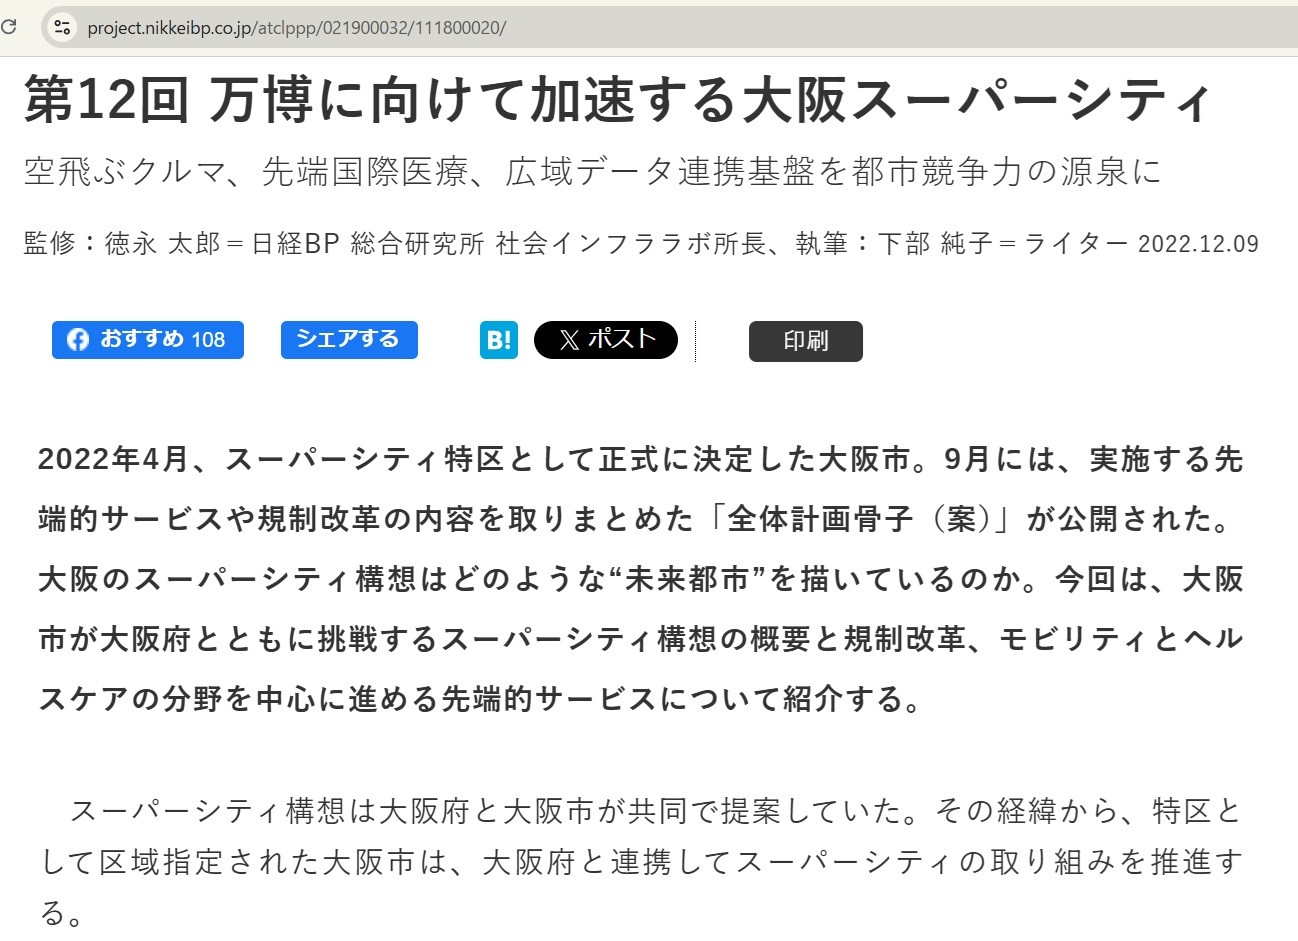 project.nikkeibp.co.jp/atclppp/021900032/111800020/
第12回 万博に向けて加速する大阪スーパーシティ
空飛ぶクルマ、先端国際医療、広域データ連携基盤を都市競争力の源泉に
監修：徳永 太郎＝日経BP 総合研究所 社会インフララボ所長、執筆：下部 純子＝ライター 2022.12.09
おすすめ 108 シェアする B! X ポスト 印刷
2022年4月、スーパーシティ特区として正式に決定した大阪市。9月には、実施する先
端的サービスや規制改革の内容を取りまとめた「全体計画骨子（案）」が公開された。
大阪のスーパーシティ構想はどのような“未来都市”を描いているのか。今回は、大阪
市が大阪府とともに挑戦するスーパーシティ構想の概要と規制改革、モビリティとヘル
スケアの分野を中心に進める先端的サービスについて紹介する。
スーパーシティ構想は大阪府と大阪市が共同で提案していた。その経緯から、特区と
して区域指定された大阪市は、大阪府と連携してスーパーシティの取り組みを推進す
る。